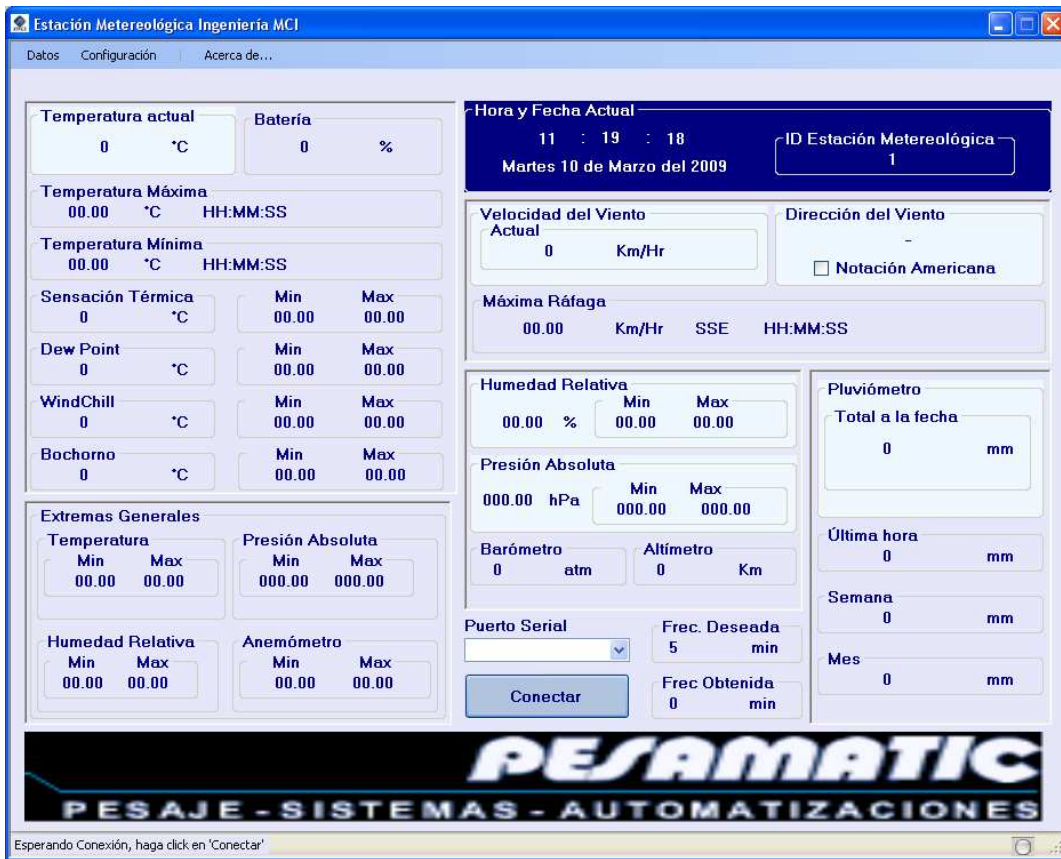 Estación Metereológica Ingeniería MCI
Datos Configuración Acerca de...
Temperatura actual
0 °C
Batería
0 %
Temperatura Máxima
00.00 °C HH:MM:SS
Temperatura Mínima
00.00 °C HH:MM:SS
Sensación Térmica Min Max
0 °C 00.00 00.00
Dew Point Min Max
0 °C 00.00 00.00
WindChill Min Max
0 °C 00.00 00.00
Bochorno Min Max
0 °C 00.00 00.00
Extremas Generales
Temperatura
Min Max
00.00 00.00
Presión Absoluta
Min Max
000.00 000.00
Humedad Relativa
Min Max
00.00 00.00
Anemómetro
Min Max
00.00 00.00
Hora y Fecha Actual
11 : 19 : 18
Martes 10 de Marzo del 2009
ID Estación Metereológica
1
Velocidad del Viento
Actual
0 Km/Hr
Dirección del Viento
-
Notación Americana
Máxima Ráfaga
00.00 Km/Hr SSE HH:MM:SS
Humedad Relativa
Min Max
00.00 % 00.00 00.00
Presión Absoluta
Min Max
000.00 hPa 000.00 000.00
Barómetro
0 atm
Altímetro
0 Km
Puerto Serial
Conectar
Frec. Deseada
5 min
Frec Obtenida
0 min
Pluviómetro
Total a la fecha
0 mm
Última hora
0 mm
Semana
0 mm
Mes
0 mm
PESAMATIC
PESAJE - SISTEMAS - AUTOMATIZACIONES
Esperando Conexión, haga click en 'Conectar'